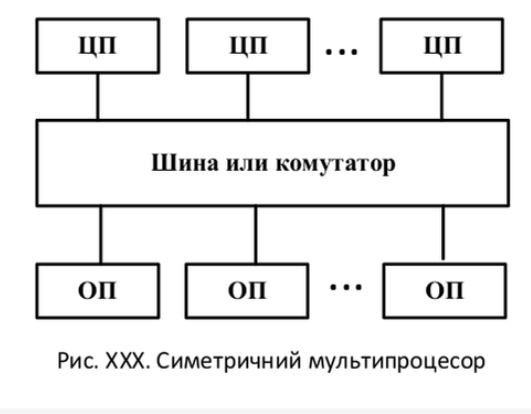 ЦП ЦП ... ЦП
Шина или комутатор
ОП ОП ... ОП
Рис. XXX. Симетричний мультипроцесор